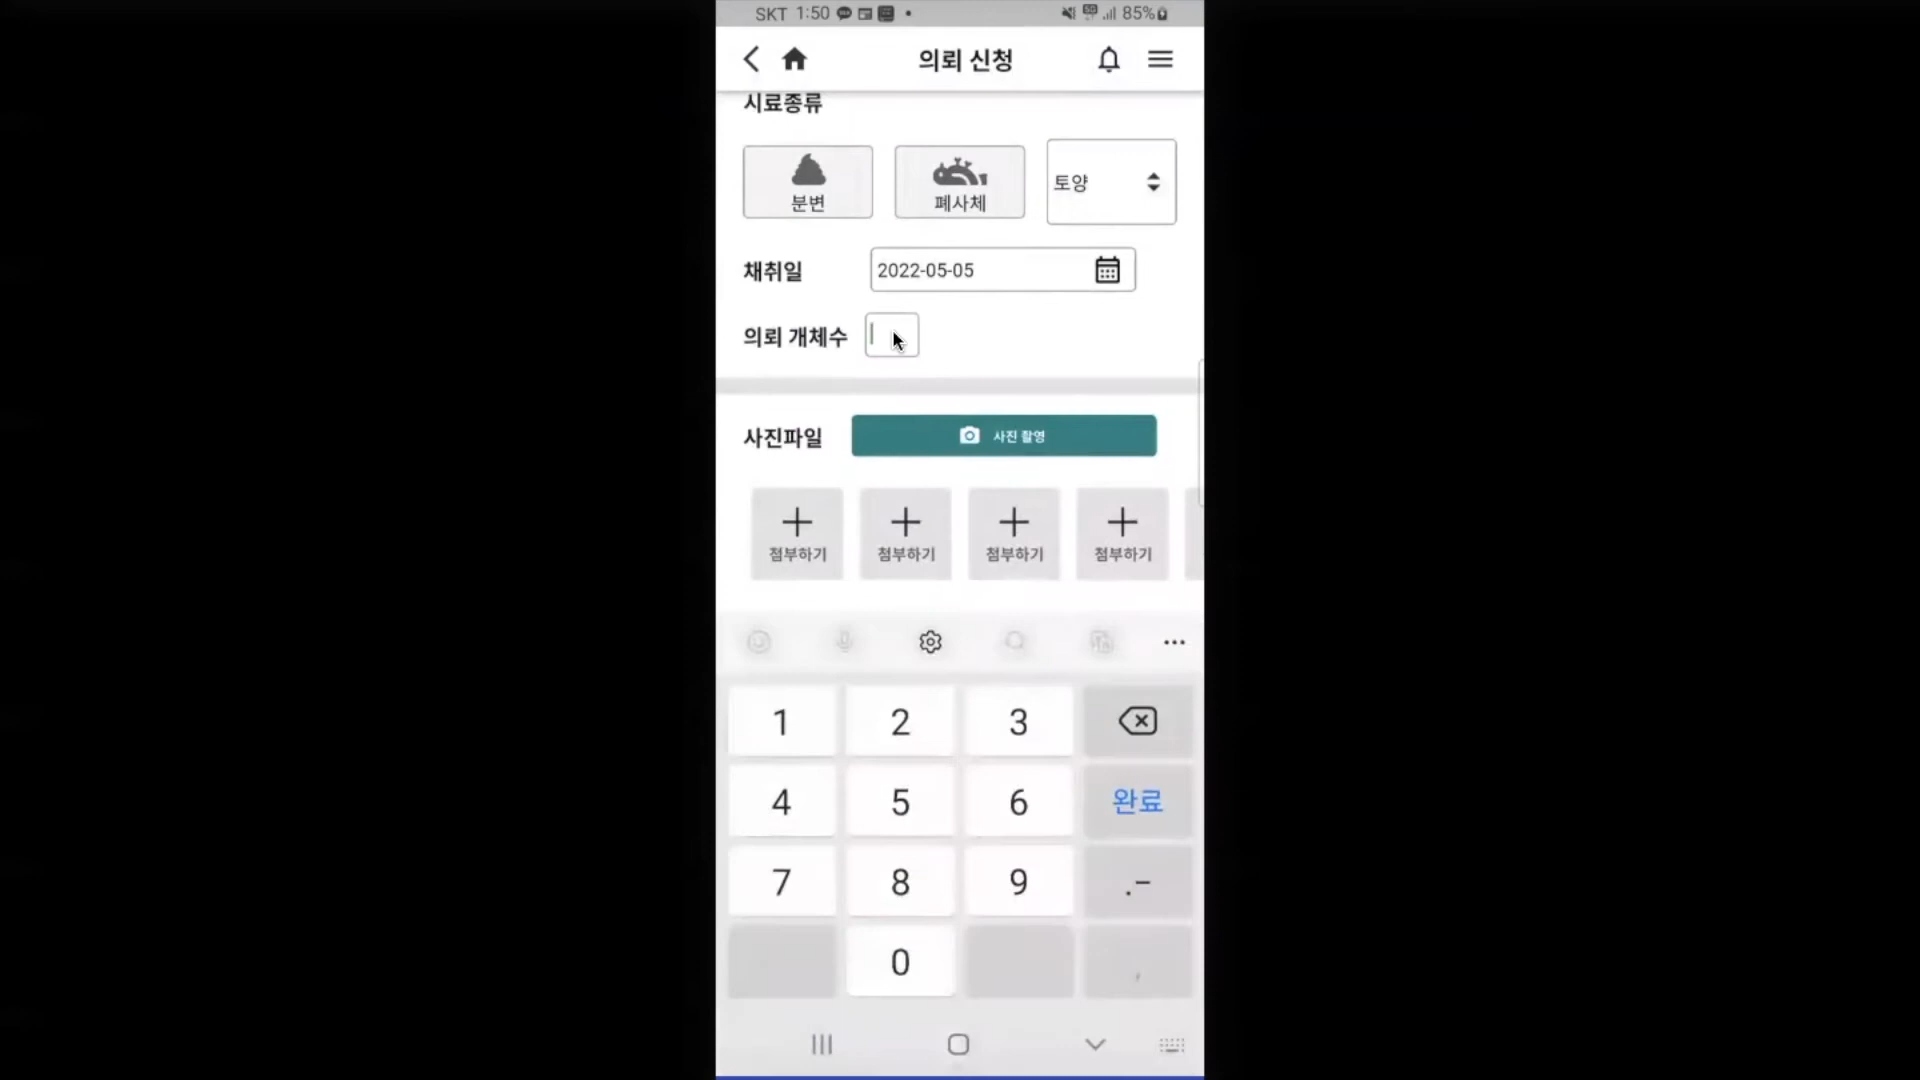 SKT 1:50 85%
의뢰 신청
시료종류
분변 폐사체 토양
채취일 2022-05-05
의뢰 개체수
사진파일 사진 촬영
첨부하기 첨부하기 첨부하기 첨부하기
1 2 3
4 5 6 완료
7 8 9 .-
0 ,